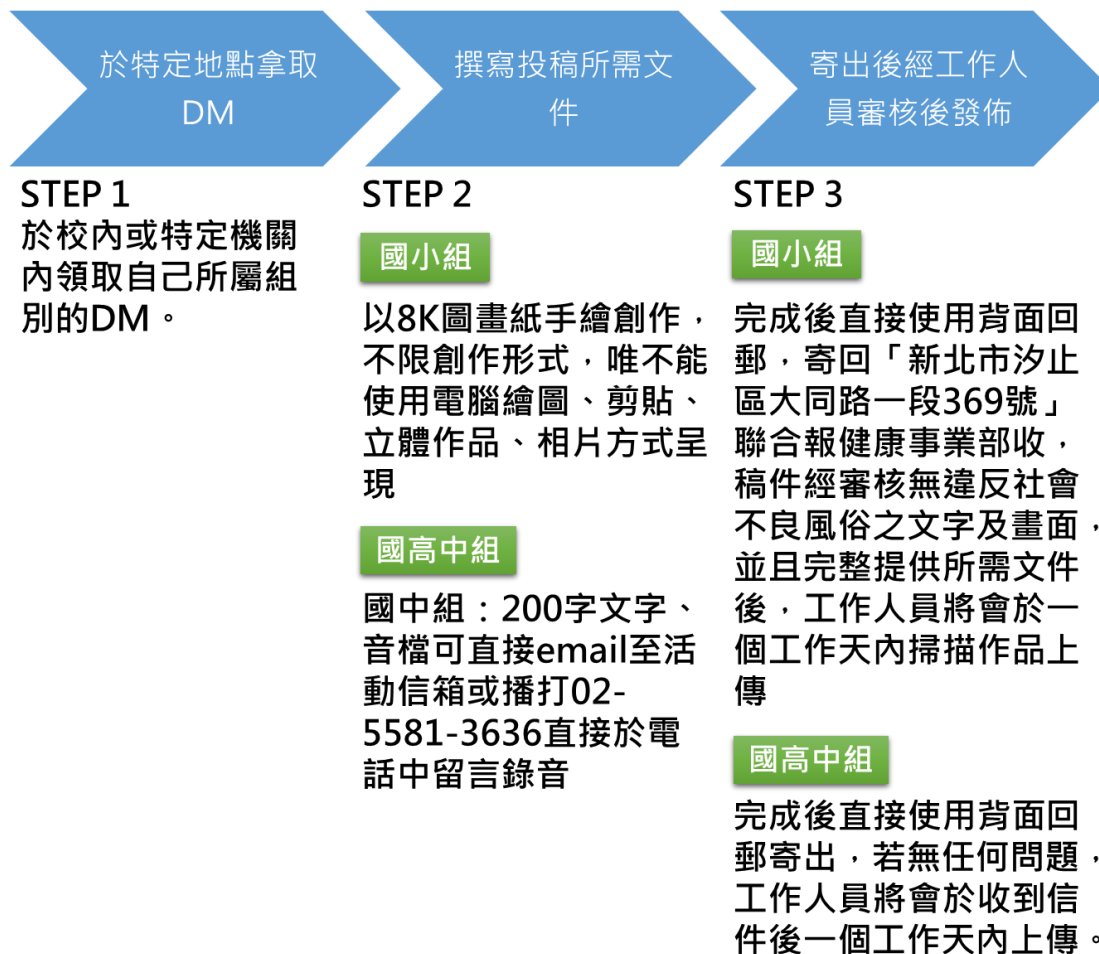 於特定地點拿取
DM
撰寫投稿所需文
件
寄出後經工作人
員審核後發佈
STEP 1
於校內或特定機關
內領取自己所屬組
別的DM。
STEP 2
國小組
以8K圖畫紙手繪創作，
不限創作形式，唯不能
使用電腦繪圖、剪貼、
立體作品、相片方式呈
現
國高中組
國中組：200字文字、
音檔可直接email至活
動信箱或播打02-
5581-3636直接於電
話中留言錄音
STEP 3
國小組
完成後直接使用背面回
郵，寄回「新北市汐止
區大同路一段369號」
聯合報健康事業部收，
稿件經審核無違反社會
不良風俗之文字及畫面，
並且完整提供所需文件
後，工作人員將會於一
個工作天內掃描作品上
傳
國高中組
完成後直接使用背面回
郵寄出，若無任何問題，
工作人員將會於收到信
件後一個工作天內上傳。